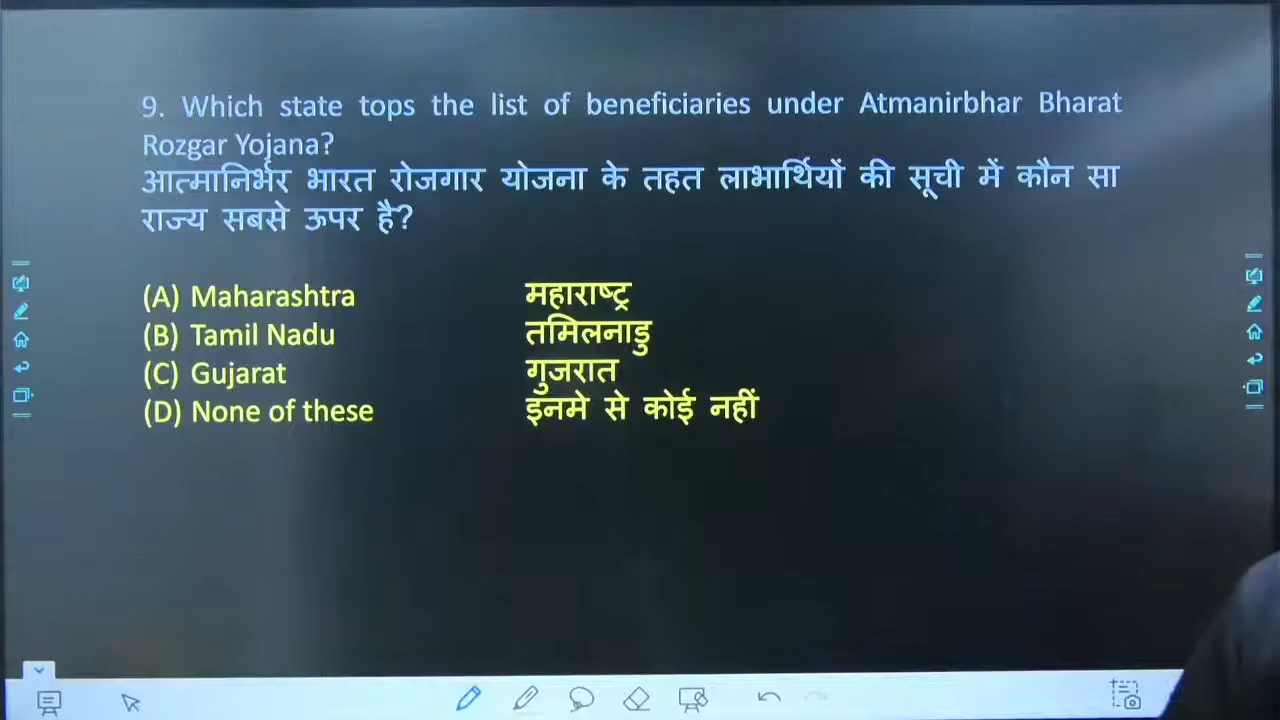 9. Which state tops the list of beneficiaries under Atmanirbhar Bharat
Rozgar Yojana?
आत्मानिर्भर भारत रोजगार योजना के तहत लाभार्थियों की सूची में कौन सा
राज्य सबसे ऊपर है?
(A) Maharashtra महाराष्ट्र
(B) Tamil Nadu तमिलनाडु
(C) Gujarat गुजरात
(D) None of these इनमे से कोई नहीं